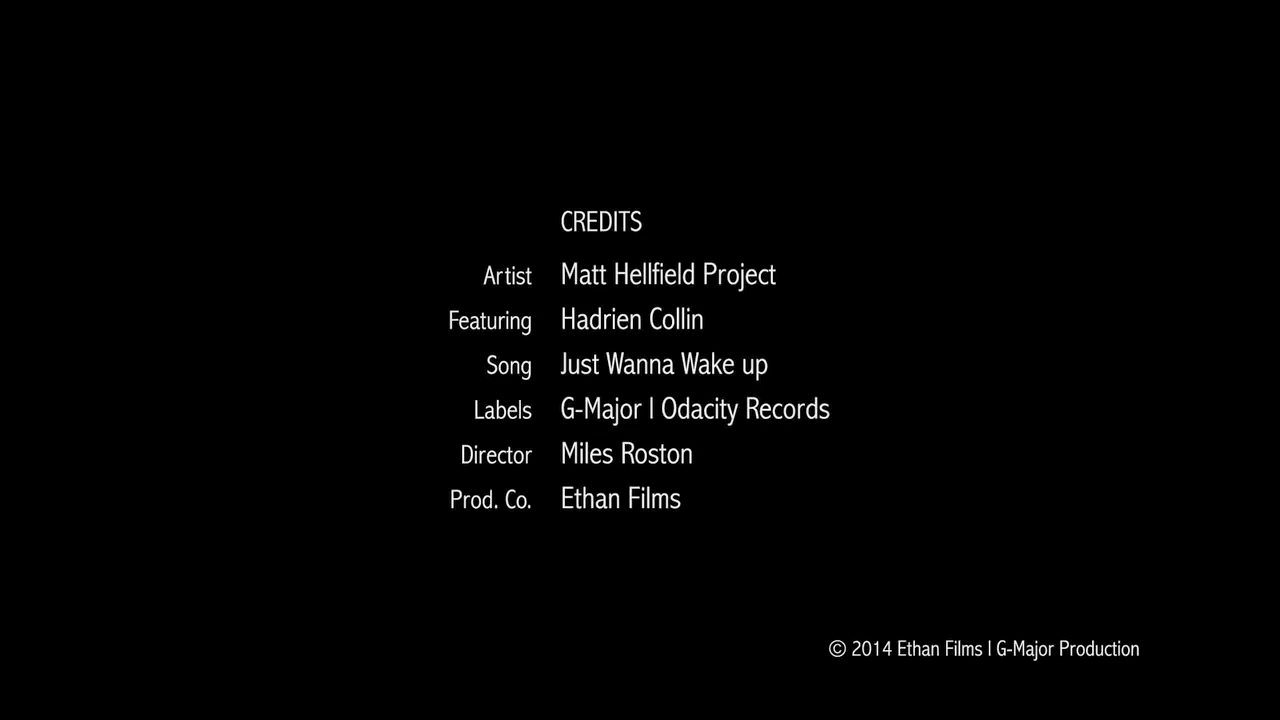 CREDITS
Artist Matt Hellfield Project
Featuring Hadrien Collin
Song Just Wanna Wake up
Labels G-Major | Odacity Records
Director Miles Roston
Prod. Co. Ethan Films
© 2014 Ethan Films | G-Major Production